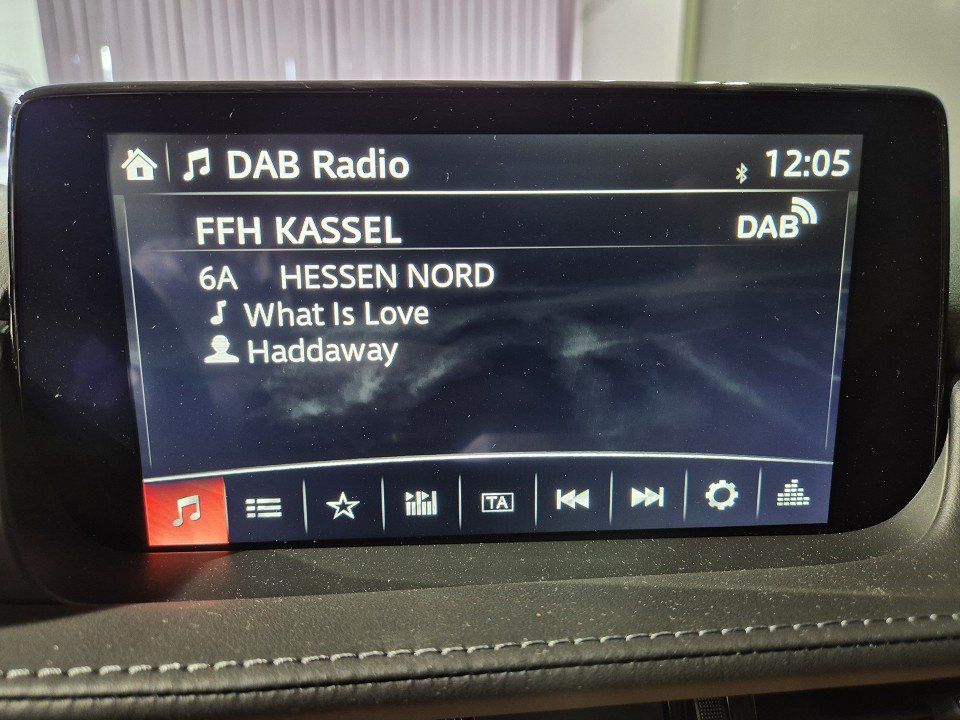 DAB Radio 12:05
FFH KASSEL DAB
6A HESSEN NORD
What Is Love
Haddaway
TA